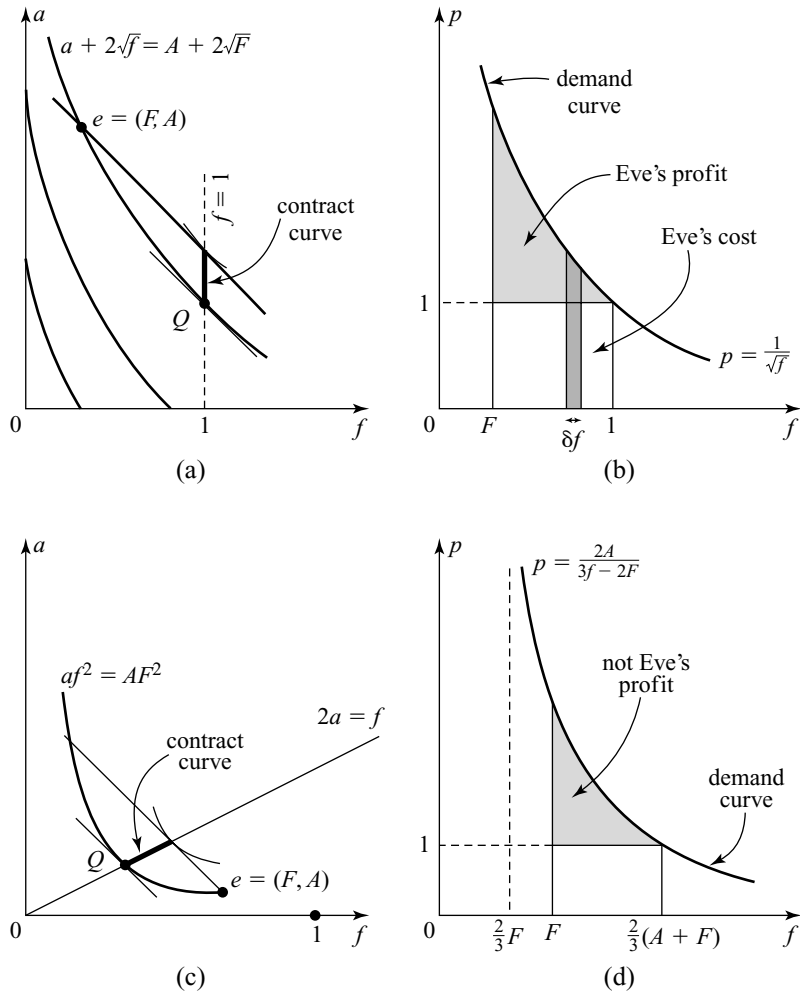 a
a + 2√f = A + 2√F
e = (F, A)
f = 1
contract
curve
Q
0
1
f
(a)
p
demand
curve
Eve's profit
Eve's cost
1
p = 1/√f
0
F
δf
1
f
(b)
a
af² = AF²
2a = f
contract
curve
Q
e = (F, A)
0
1
f
(c)
p
p = 2A/(3f − 2F)
not Eve's
profit
demand
curve
1
0
2/3 F
F
2/3 (A + F)
f
(d)